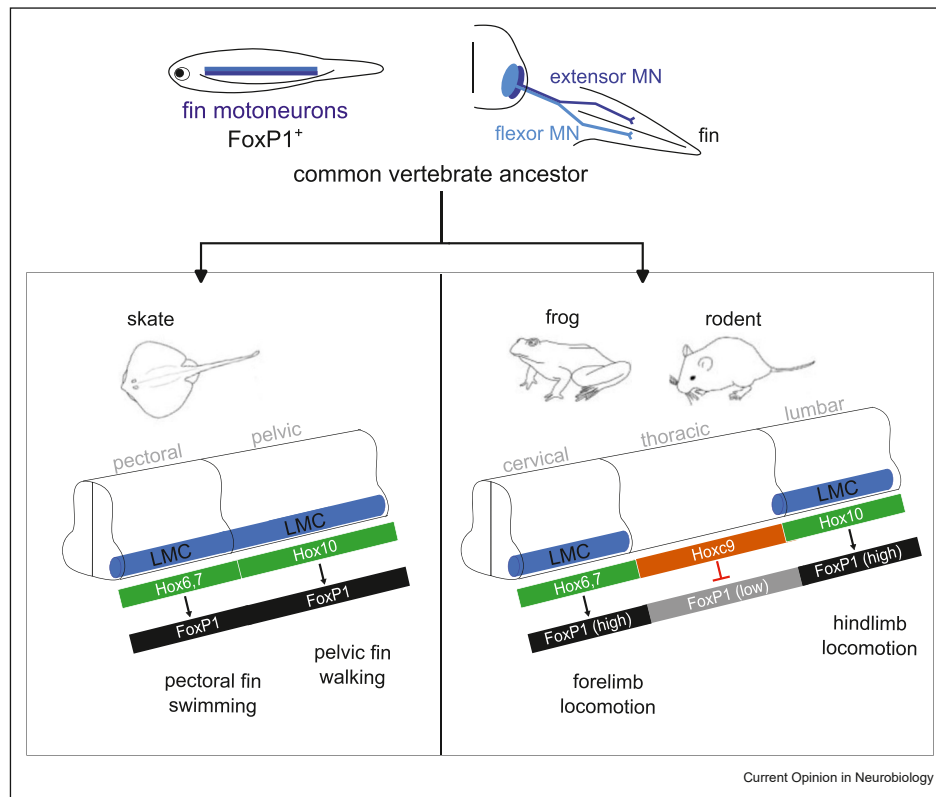 extensor MN
fin motoneurons
FoxP1+
flexor MN
fin
common vertebrate ancestor
skate
pectoral
pelvic
LMC
LMC
Hox6,7
Hox10
FoxP1
FoxP1
pectoral fin
swimming
pelvic fin
walking
frog
rodent
cervical
thoracic
lumbar
LMC
LMC
Hox6,7
Hoxc9
Hox10
FoxP1 (high)
FoxP1 (low)
FoxP1 (high)
forelimb
locomotion
hindlimb
locomotion
Current Opinion in Neurobiology